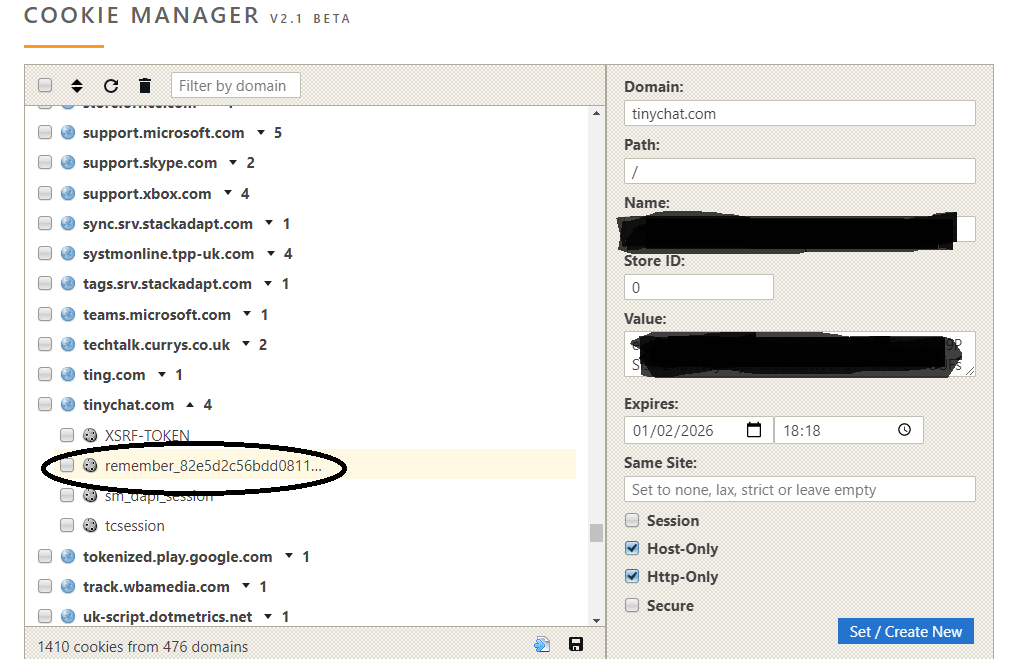 COOKIE MANAGER V2.1 BETA
Filter by domain
support.microsoft.com 5
support.skype.com 2
support.xbox.com 4
sync.srv.stackadapt.com 1
systmonline.tpp-uk.com 4
tags.srv.stackadapt.com 1
teams.microsoft.com 1
techtalk.currys.co.uk 2
ting.com 1
tinychat.com 4
XSRF-TOKEN
remember_82e5d2c56bdd0811...
sm_dapi_session
tcsession
tokenized.play.google.com 1
track.wbamedia.com 1
uk-script.dotmetrics.net 1
1410 cookies from 476 domains
Domain:
tinychat.com
Path:
/
Name:
Store ID:
0
Value:
Expires:
01/02/2026 18:18
Same Site:
Set to none, lax, strict or leave empty
Session
Host-Only
Http-Only
Secure
Set / Create New